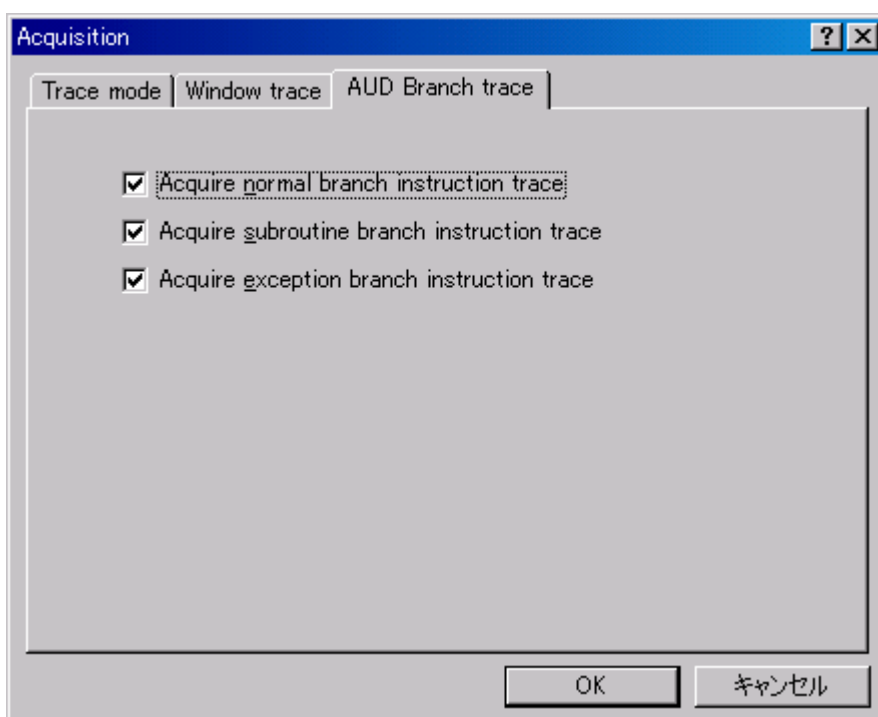 Acquisition
Trace mode Window trace AUD Branch trace
Acquire normal branch instruction trace
Acquire subroutine branch instruction trace
Acquire exception branch instruction trace
OK キャンセル